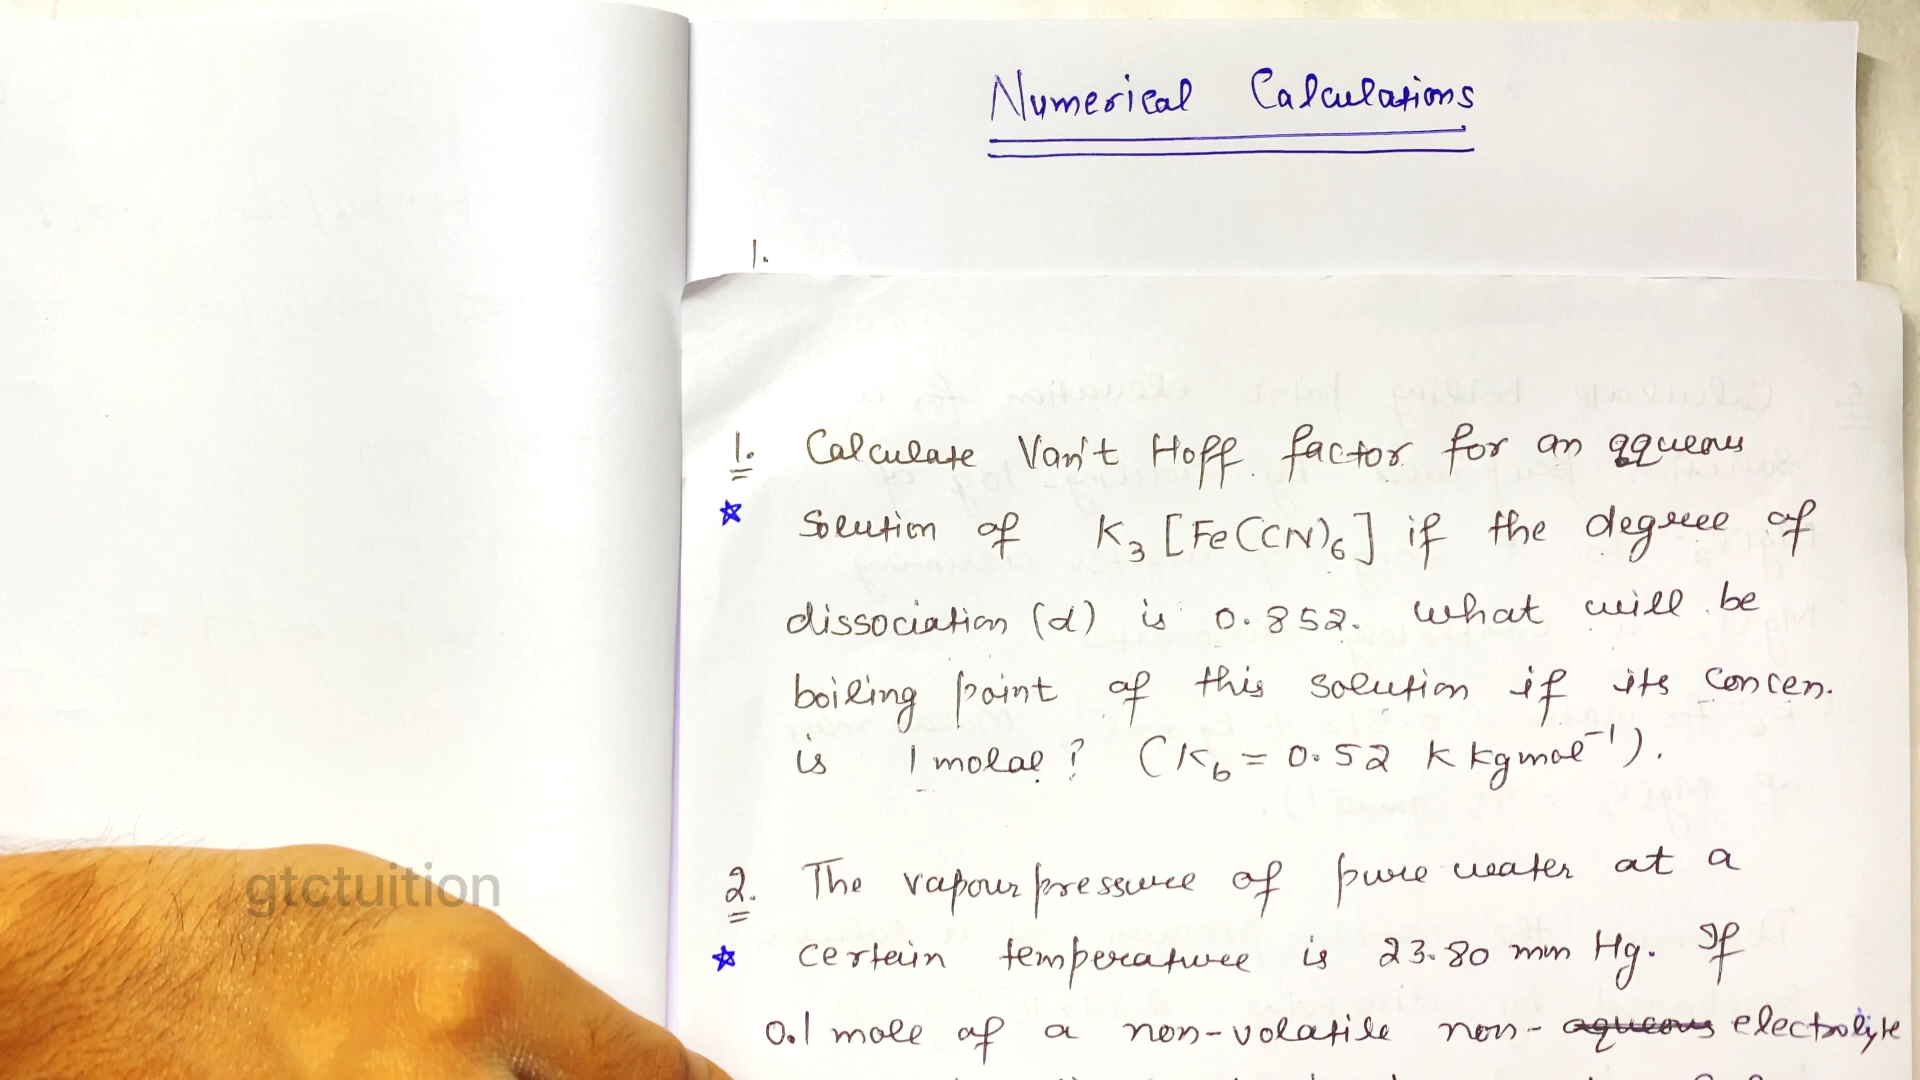 Numerical Calculations
1.
1. Calculate Van't Hoff factor for an aqueous
solution of K₃[Fe(CN)₆] if the degree of
dissociation (α) is 0.852. what will be
boiling point of this solution if its concen.
is 1 molal? (K_b = 0.52 K kg mol⁻¹).
2. The vapour pressure of pure water at a
certain temperature is 23.80 mm Hg. If
0.1 mole of a non-volatile non-aqueous electrolyte
gtctuition